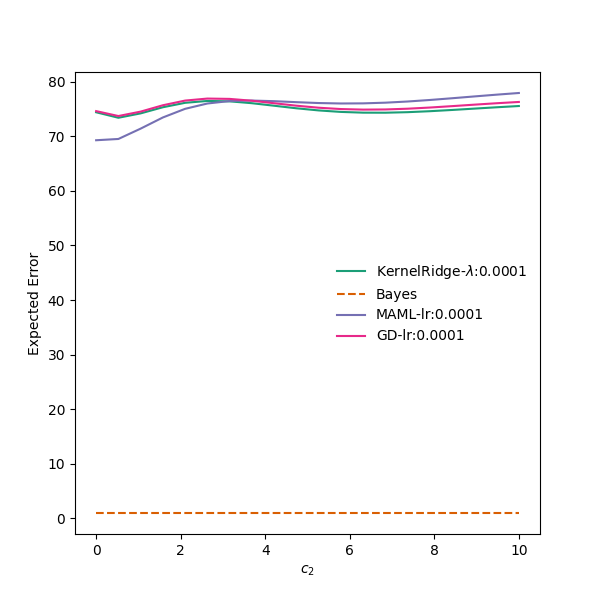 80
70
60
50
40
30
20
10
0
Expected Error
KernelRidge-λ:0.0001
Bayes
MAML-lr:0.0001
GD-lr:0.0001
0 2 4 6 8 10
c₂